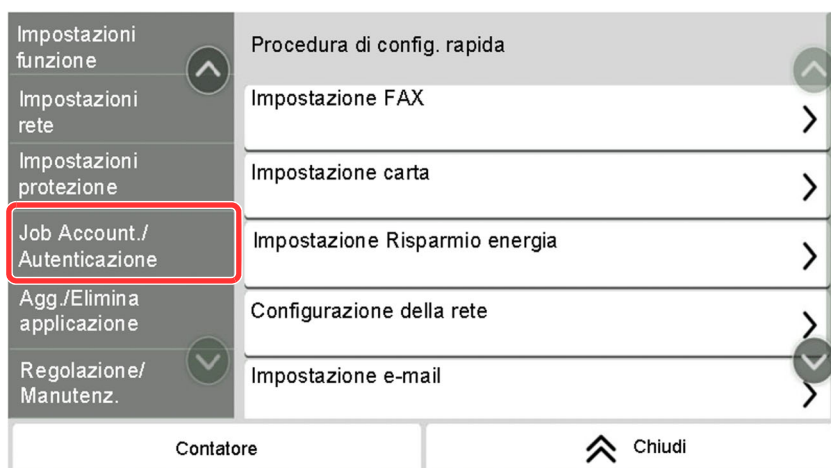 Impostazioni
funzione
Impostazioni
rete
Impostazioni
protezione
Job Account./
Autenticazione
Agg./Elimina
applicazione
Regolazione/
Manutenz.
Procedura di config. rapida
Impostazione FAX
Impostazione carta
Impostazione Risparmio energia
Configurazione della rete
Impostazione e-mail
Contatore
Chiudi